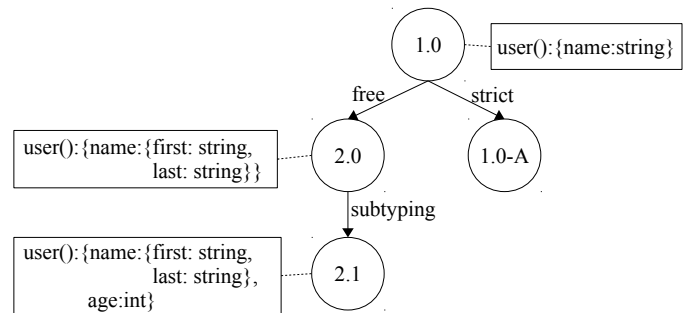 1.0
user():{name:string}
free
strict
user():{name:{first: string,
last: string}}
2.0
1.0-A
subtyping
user():{name:{first: string,
last: string},
age:int}
2.1